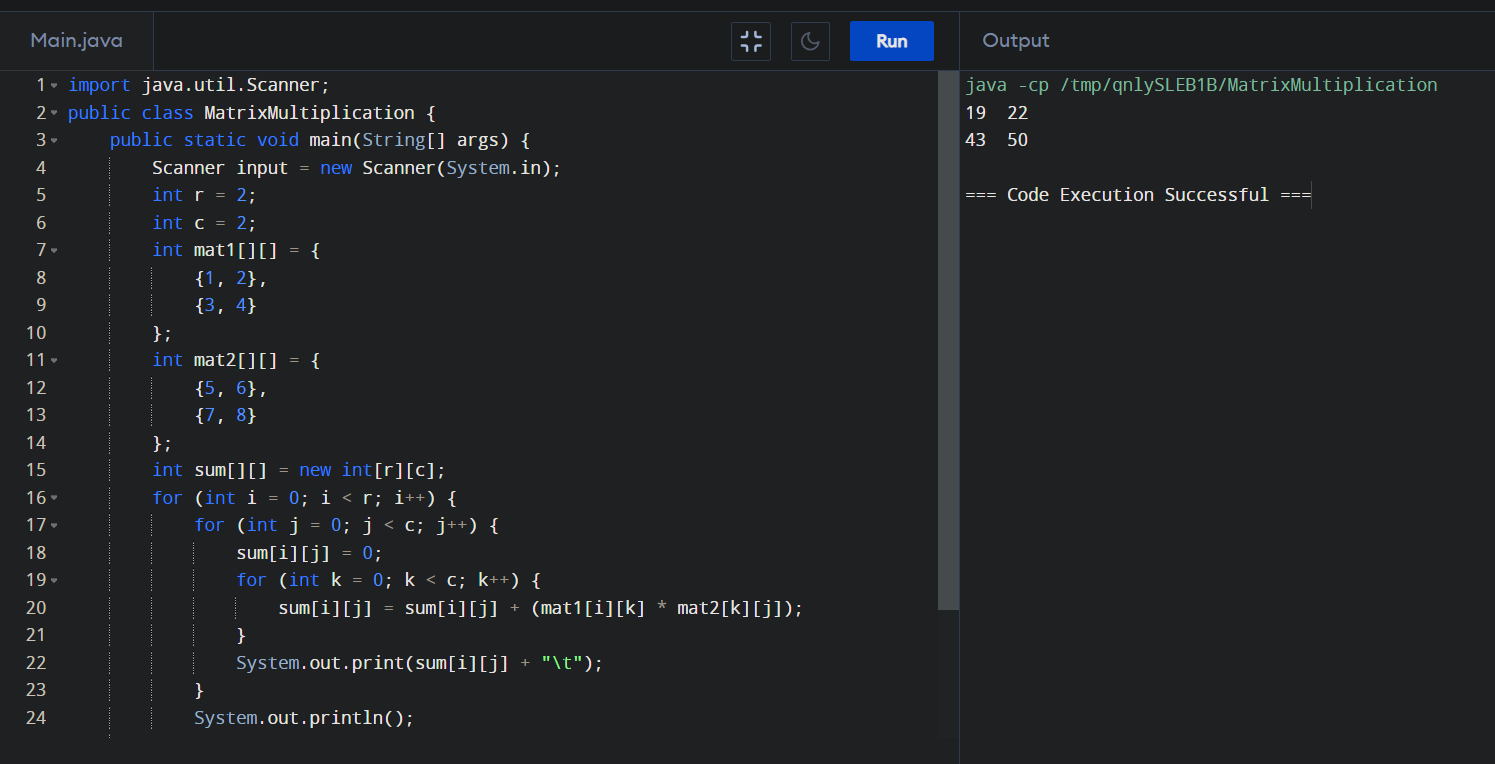 Main.java
Run
Output
1 import java.util.Scanner;
2 public class MatrixMultiplication {
3     public static void main(String[] args) {
4         Scanner input = new Scanner(System.in);
5         int r = 2;
6         int c = 2;
7         int mat1[][] = {
8             {1, 2},
9             {3, 4}
10         };
11         int mat2[][] = {
12             {5, 6},
13             {7, 8}
14         };
15         int sum[][] = new int[r][c];
16         for (int i = 0; i < r; i++) {
17             for (int j = 0; j < c; j++) {
18                 sum[i][j] = 0;
19                 for (int k = 0; k < c; k++) {
20                     sum[i][j] = sum[i][j] + (mat1[i][k] * mat2[k][j]);
21                 }
22                 System.out.print(sum[i][j] + "\t");
23             }
24             System.out.println();
java -cp /tmp/qnlySLEB1B/MatrixMultiplication
19  22
43  50
=== Code Execution Successful ===